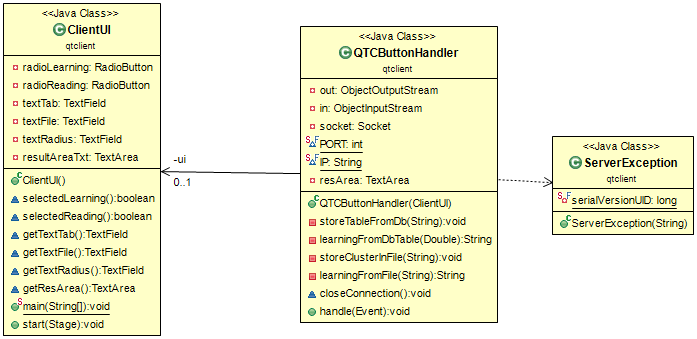 <<Java Class>>
ClientUI
qtclient
radioLearning: RadioButton
radioReading: RadioButton
textTab: TextField
textFile: TextField
textRadius: TextField
resultAreaTxt: TextArea
ClientUI()
selectedLearning():boolean
selectedReading():boolean
getTextTab():TextField
getTextFile():TextField
getTextRadius():TextField
getResArea():TextArea
main(String[]):void
start(Stage):void
-ui
0..1
<<Java Class>>
QTCButtonHandler
qtclient
out: ObjectOutputStream
in: ObjectInputStream
socket: Socket
PORT: int
IP: String
resArea: TextArea
QTCButtonHandler(ClientUI)
storeTableFromDb(String):void
learningFromDbTable(Double):String
storeClusterInFile(String):void
learningFromFile(String):String
closeConnection():void
handle(Event):void
<<Java Class>>
ServerException
qtclient
serialVersionUID: long
ServerException(String)